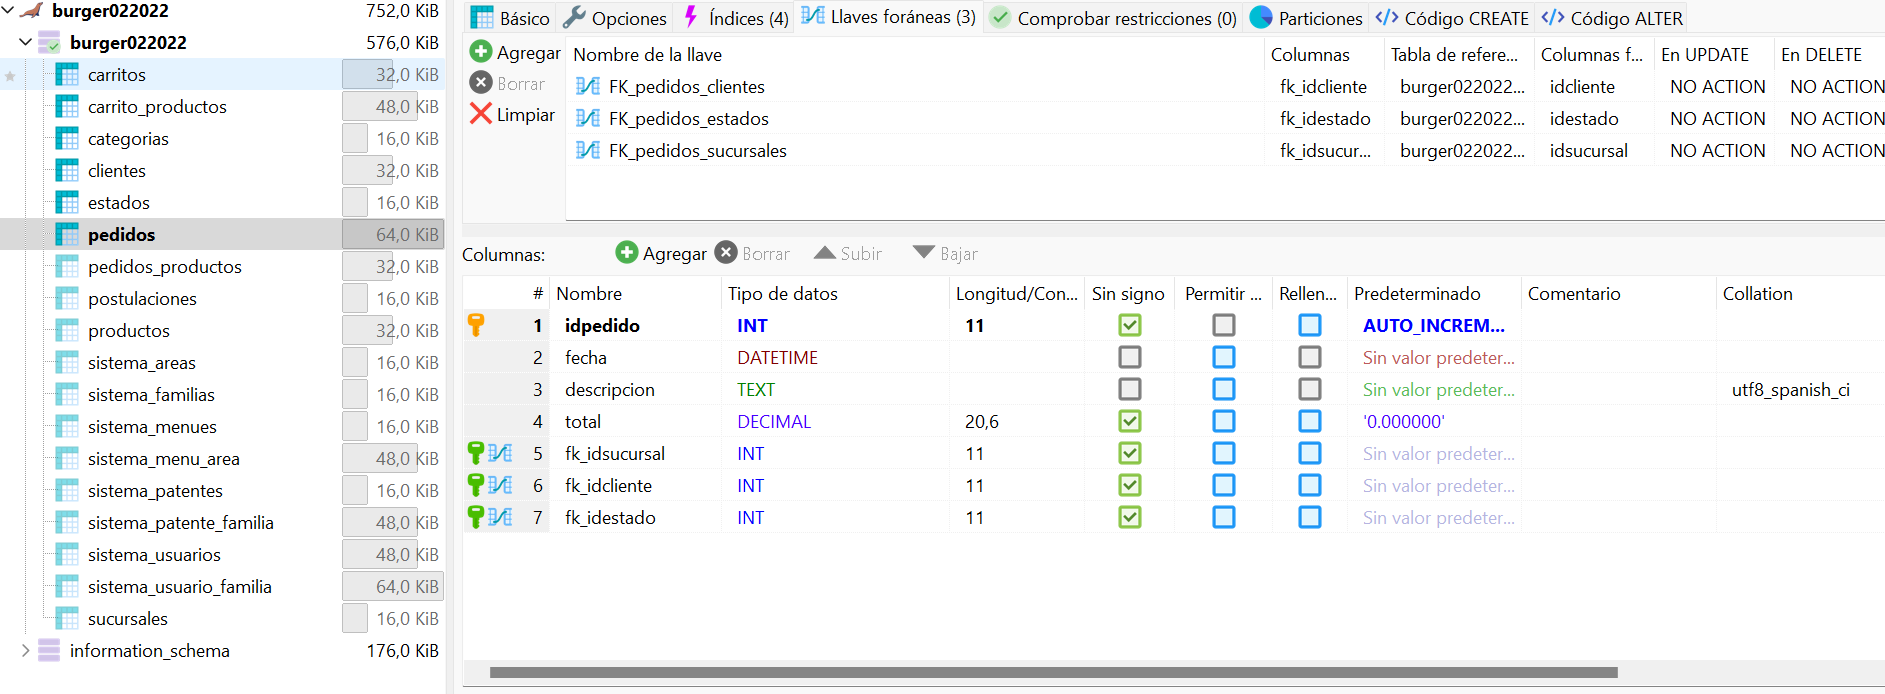 burger022022 752,0 KiB
burger022022 576,0 KiB
carritos 32,0 KiB
carrito_productos 48,0 KiB
categorias 16,0 KiB
clientes 32,0 KiB
estados 16,0 KiB
pedidos 64,0 KiB
pedidos_productos 32,0 KiB
postulaciones 16,0 KiB
productos 32,0 KiB
sistema_areas 16,0 KiB
sistema_familias 16,0 KiB
sistema_menues 16,0 KiB
sistema_menu_area 48,0 KiB
sistema_patentes 16,0 KiB
sistema_patente_familia 48,0 KiB
sistema_usuarios 48,0 KiB
sistema_usuario_familia 64,0 KiB
sucursales 16,0 KiB
information_schema 176,0 KiB
Básico Opciones Índices (4) Llaves foráneas (3) Comprobar restricciones (0) Particiones Código CREATE Código ALTER
Agregar
Borrar
Limpiar
Nombre de la llave Columnas Tabla de refere... Columnas f... En UPDATE En DELETE
FK_pedidos_clientes fk_idcliente burger022022... idcliente NO ACTION NO ACTION
FK_pedidos_estados fk_idestado burger022022... idestado NO ACTION NO ACTION
FK_pedidos_sucursales fk_idsucur... burger022022... idsucursal NO ACTION NO ACTION
Columnas: Agregar Borrar Subir Bajar
# Nombre Tipo de datos Longitud/Con... Sin signo Permitir ... Rellen... Predeterminado Comentario Collation
1 idpedido INT 11 AUTO_INCREM...
2 fecha DATETIME Sin valor predeter...
3 descripcion TEXT Sin valor predeter... utf8_spanish_ci
4 total DECIMAL 20,6 '0.000000'
5 fk_idsucursal INT 11 Sin valor predeter...
6 fk_idcliente INT 11 Sin valor predeter...
7 fk_idestado INT 11 Sin valor predeter...